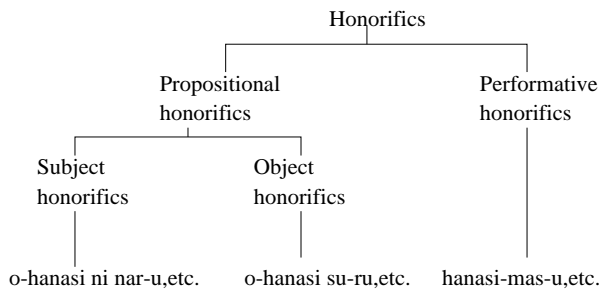 Honorifics
Propositional
honorifics
Performative
honorifics
Subject
honorifics
Object
honorifics
o-hanasi ni nar-u,etc.
o-hanasi su-ru,etc.
hanasi-mas-u,etc.